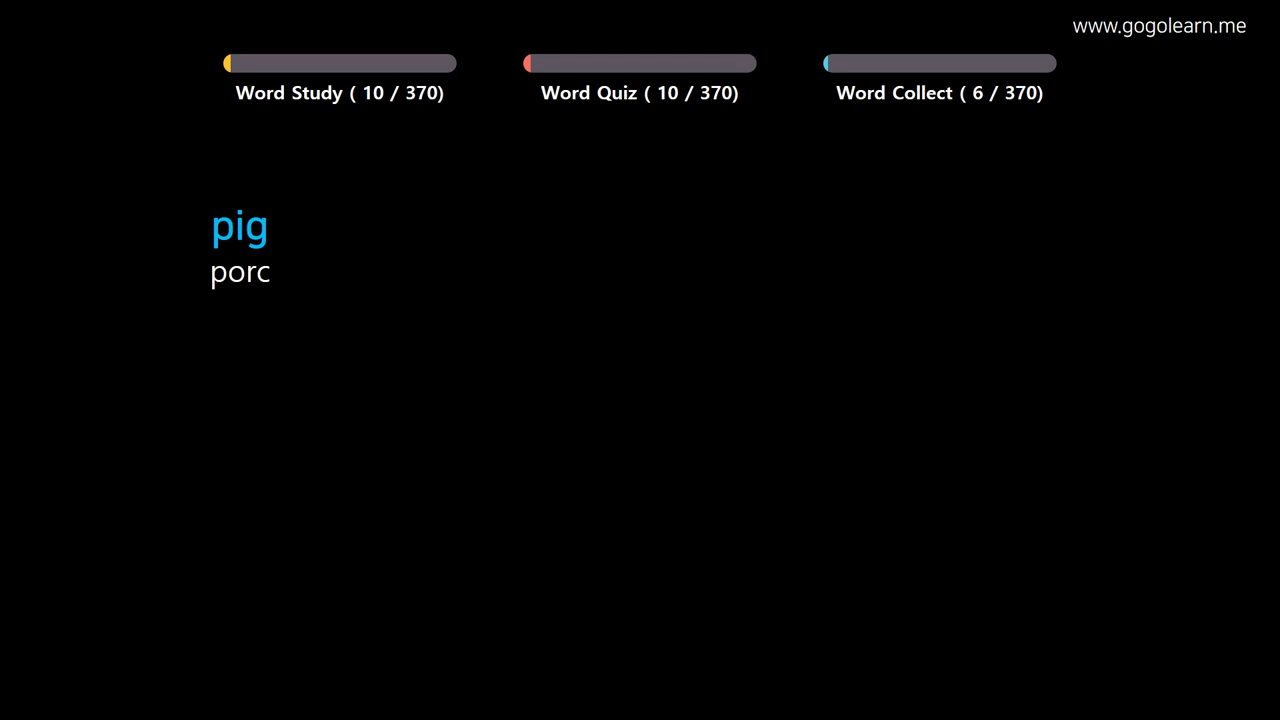 www.gogolearn.me
Word Study ( 10 / 370)
Word Quiz ( 10 / 370)
Word Collect ( 6 / 370)
pig
porc